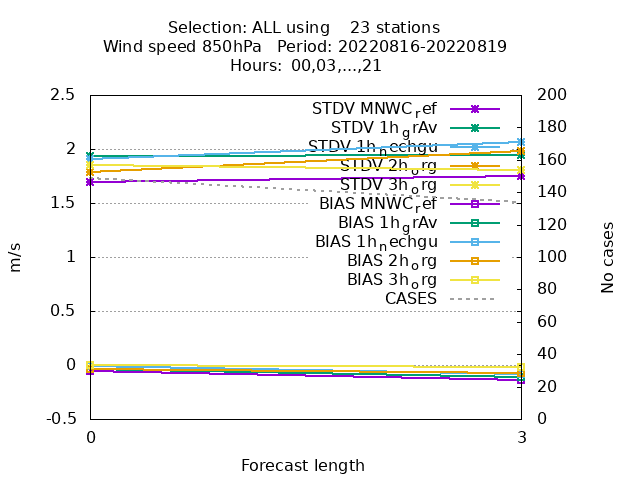 Selection: ALL using 23 stations
Wind speed 850hPa Period: 20220816-20220819
Hours: 00,03,...,21
2.5
2
1.5
1
0.5
0
-0.5
m/s
200
180
160
140
120
100
80
60
40
20
0
No cases
STDV MNWC_ref
STDV 1h_grAv
STDV 1h_nechgu
STDV 2h_org
STDV 3h_org
BIAS MNWC_ref
BIAS 1h_grAv
BIAS 1h_nechgu
BIAS 2h_org
BIAS 3h_org
CASES
0
3
Forecast length